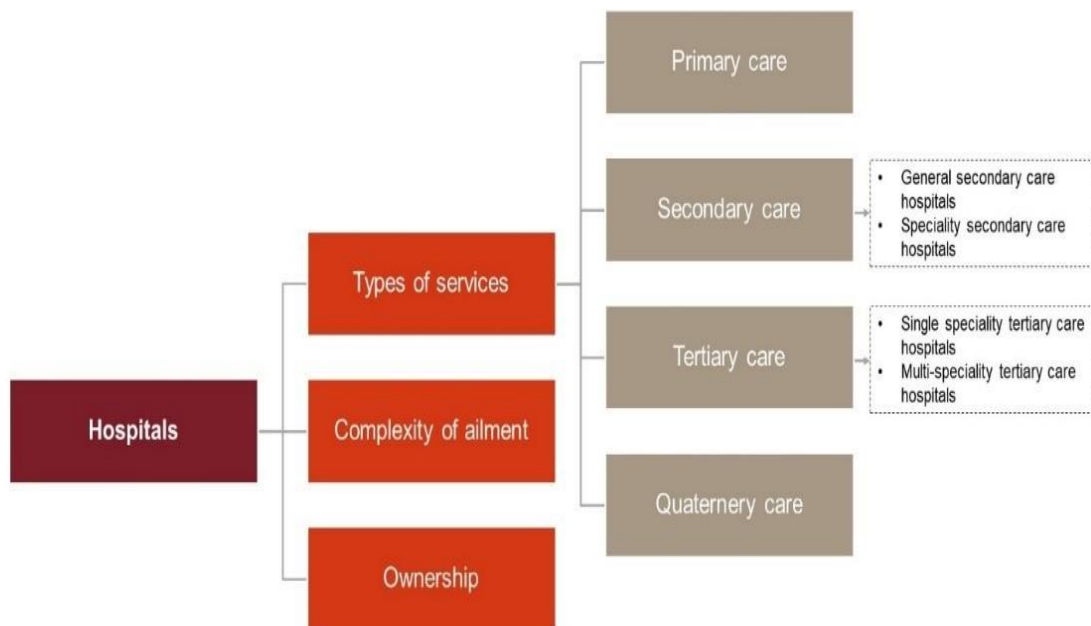 Hospitals
Types of services
Complexity of ailment
Ownership
Primary care
Secondary care
• General secondary care
hospitals
• Speciality secondary care
hospitals
Tertiary care
• Single speciality tertiary care
hospitals
• Multi-speciality tertiary care
hospitals
Quaternery care